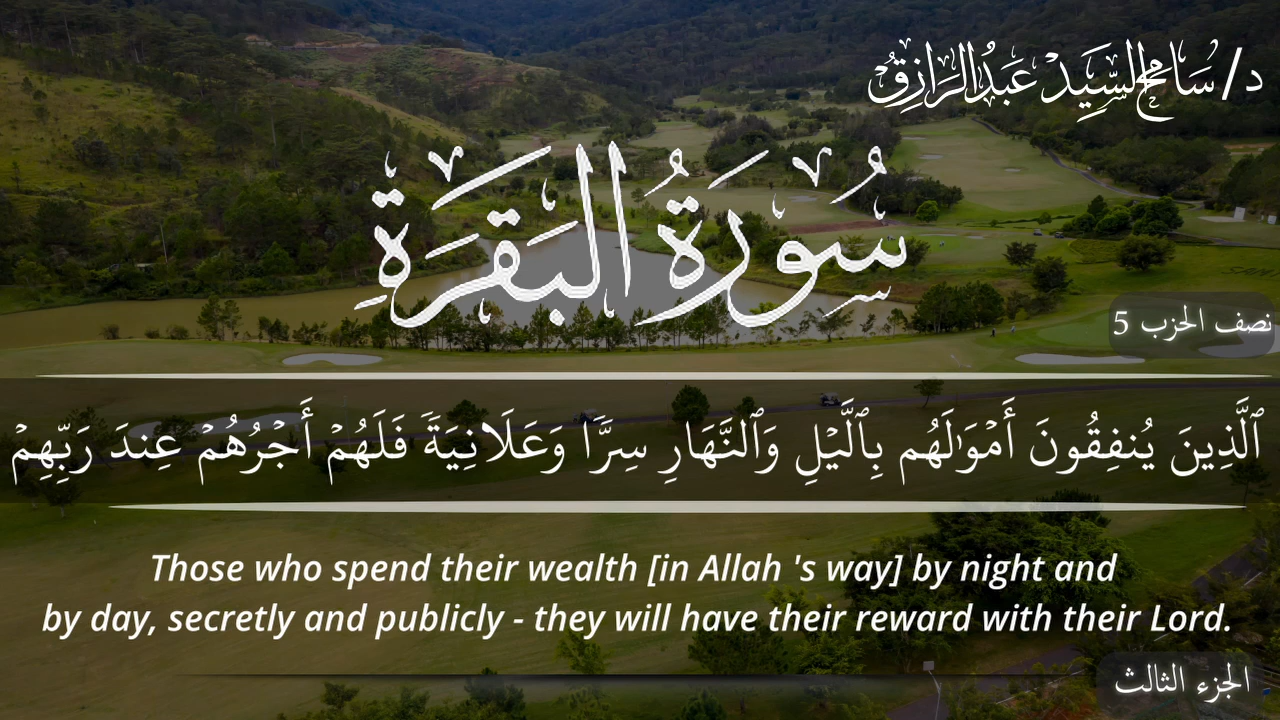 د/ سَامِح السَّيِّد عَبْدُ الرَّازِقُ
سُورَةُ البَقَرَةِ
نصف الحزب 5
ٱلَّذِينَ يُنفِقُونَ أَمْوَٰلَهُم بِٱلَّيْلِ وَٱلنَّهَارِ سِرًّا وَعَلَانِيَةً فَلَهُمْ أَجْرُهُمْ عِندَ رَبِّهِمْ
Those who spend their wealth [in Allah 's way] by night and
by day, secretly and publicly - they will have their reward with their Lord.
الجزء الثالث